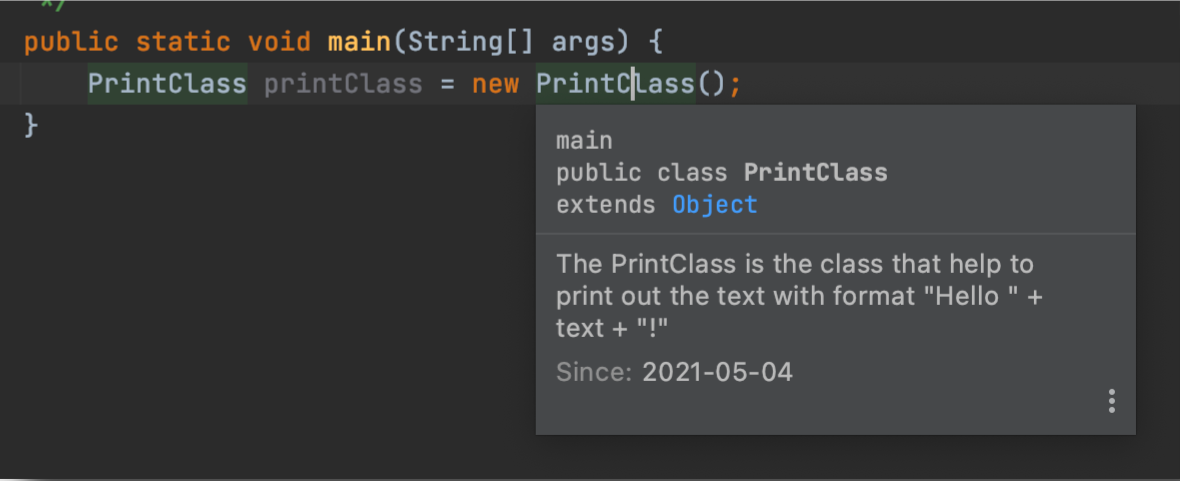 */
public static void main(String[] args) {
PrintClass printClass = new PrintClass();
}
main
public class PrintClass
extends Object
The PrintClass is the class that help to
print out the text with format "Hello " +
text + "!"
Since: 2021-05-04